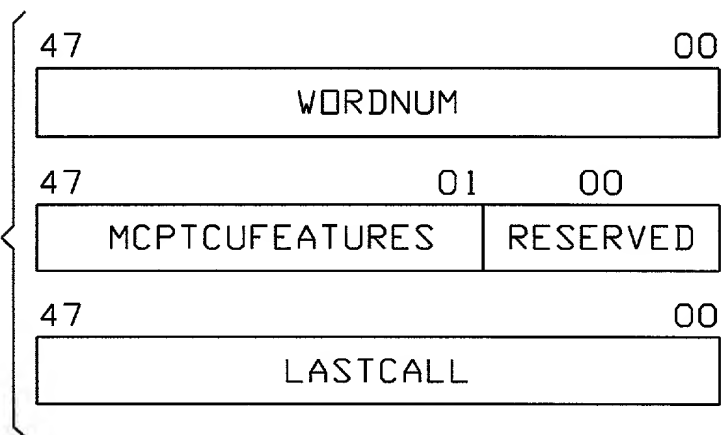 47 00
WORDNUM
47 01 00
MCPTCUFEATURES RESERVED
47 00
LASTCALL